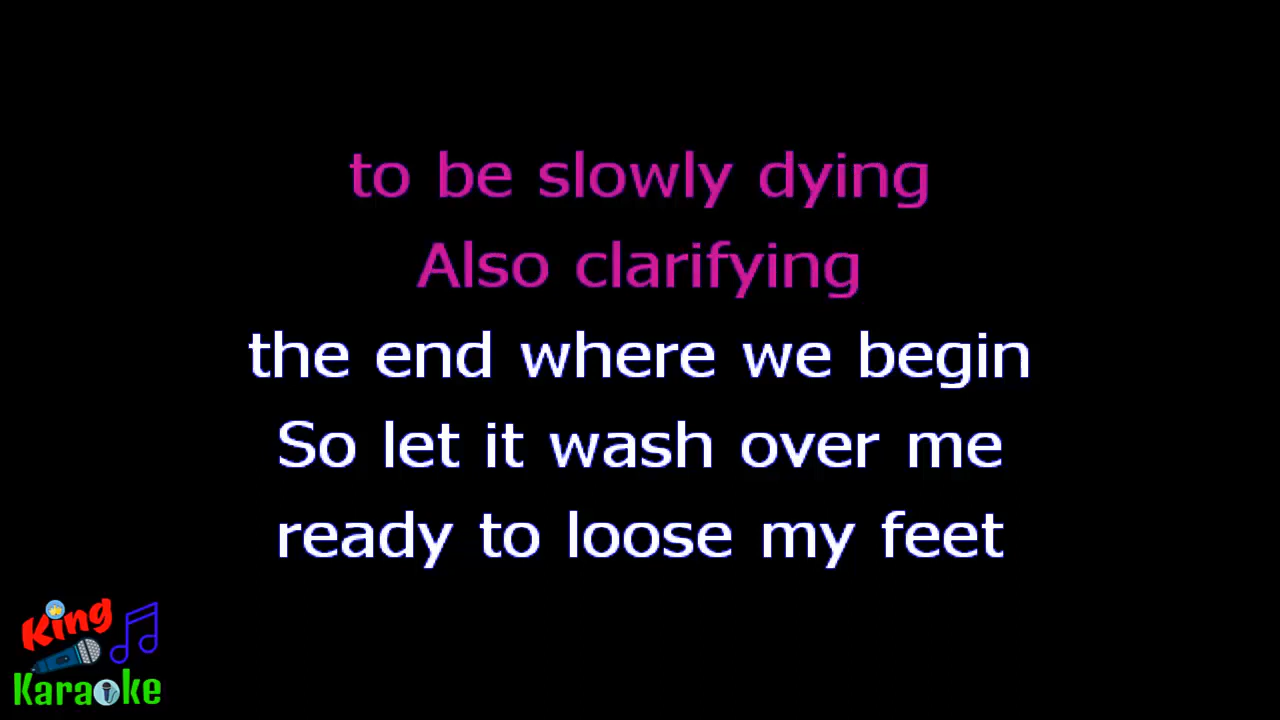 to be slowly dying
Also clarifying
the end where we begin
So let it wash over me
ready to loose my feet
King
Karaoke